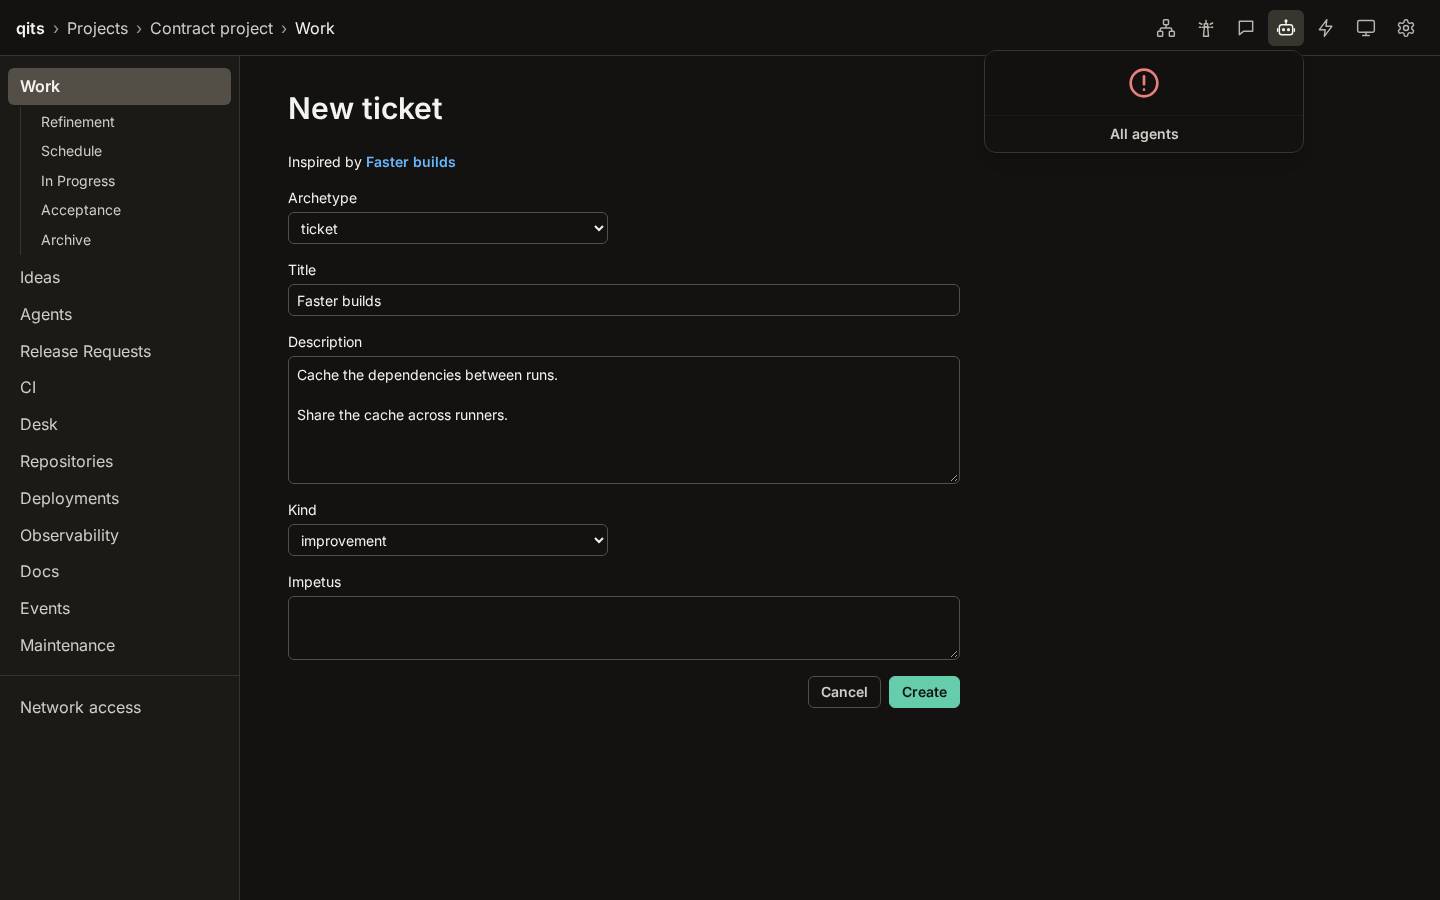 qits › Projects › Contract project › Work
Work
Refinement
Schedule
In Progress
Acceptance
Archive
Ideas
Agents
Release Requests
CI
Desk
Repositories
Deployments
Observability
Docs
Events
Maintenance
Network access
New ticket
Inspired by Faster builds
Archetype
ticket
Title
Faster builds
Description
Cache the dependencies between runs.
Share the cache across runners.
Kind
improvement
Impetus
Cancel
Create
All agents